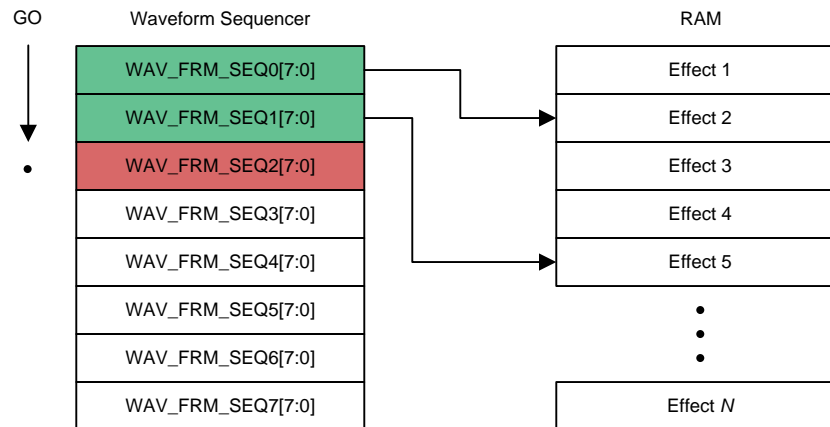 GO
Waveform Sequencer
RAM
WAV_FRM_SEQ0[7:0]
WAV_FRM_SEQ1[7:0]
WAV_FRM_SEQ2[7:0]
WAV_FRM_SEQ3[7:0]
WAV_FRM_SEQ4[7:0]
WAV_FRM_SEQ5[7:0]
WAV_FRM_SEQ6[7:0]
WAV_FRM_SEQ7[7:0]
Effect 1
Effect 2
Effect 3
Effect 4
Effect 5
Effect N